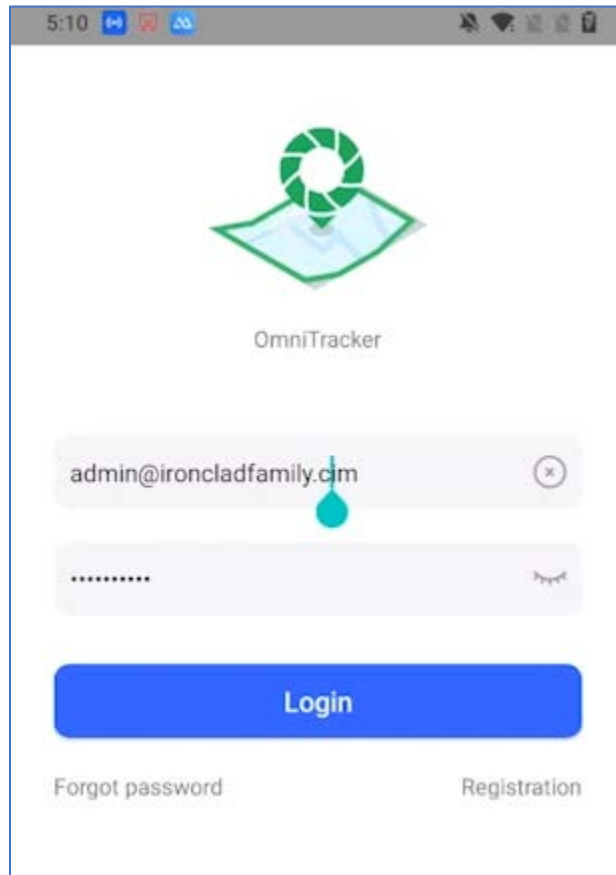 5:10
OmniTracker
admin@ironcladfamily.cim
••••••••••
Login
Forgot password
Registration